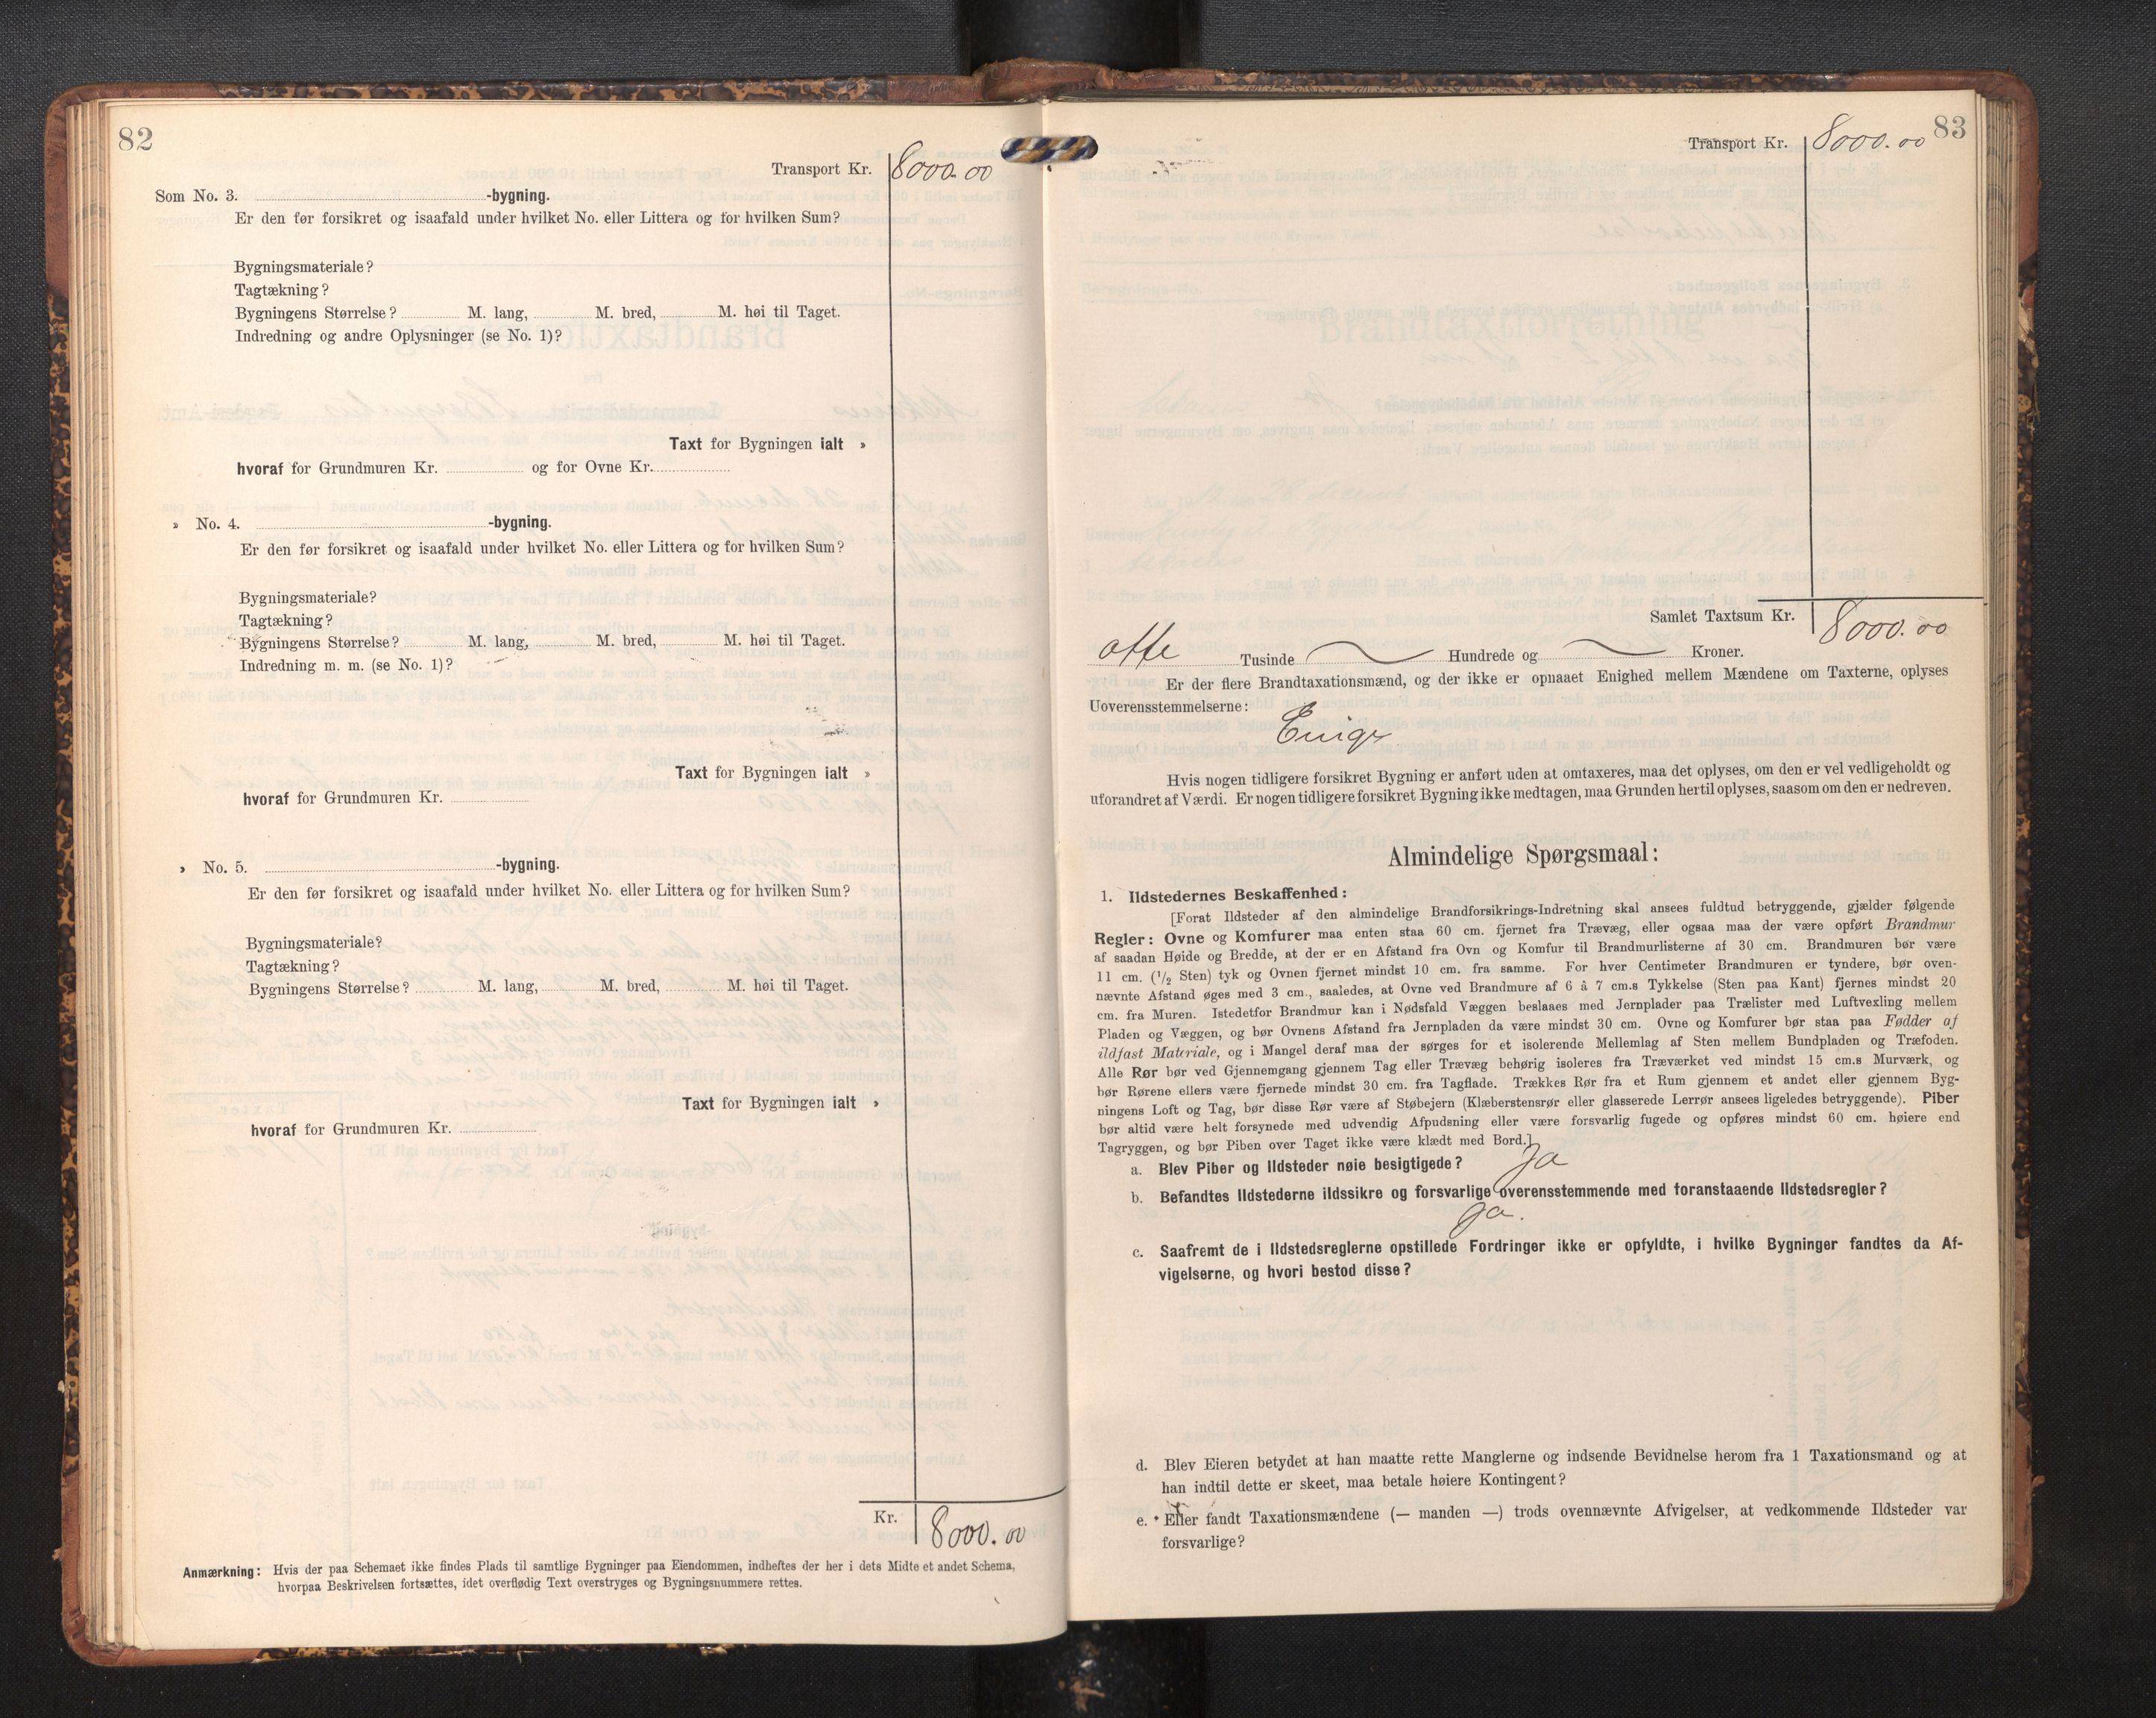 82
Transport Kr. 8000.00
Som No. 3. -bygning.
Er den før forsikret og isaafald under hvilket No. eller Littera og for hvilken Sum?
Bygningsmateriale?
Tagtækning?
Bygningens Størrelse? M. lang, M. bred, M. høi til Taget.
Indredning og andre Oplysninger (se No. 1)?
Taxt for Bygningen ialt »
hvoraf for Grundmuren Kr. og for Ovne Kr.
» No. 4. -bygning.
Er den før forsikret og isaafald under hvilket No. eller Littera og for hvilken Sum?
Bygningsmateriale?
Tagtækning?
Bygningens Størrelse? M. lang, M. bred, M. høi til Taget.
Indredning m. m. (se No. 1)?
Taxt for Bygningen ialt »
hvoraf for Grundmuren Kr.
» No. 5. -bygning.
Er den før forsikret og isaafald under hvilket No. eller Littera og for hvilken Sum?
Bygningsmateriale?
Tagtækning?
Bygningens Størrelse? M. lang, M. bred, M. høi til Taget.
Taxt for Bygningen ialt »
hvoraf for Grundmuren Kr.
Kr. 8000.00
Anmærkning: Hvis der paa Schemaet ikke findes Plads til samtlige Bygninger paa Eiendommen, indheftes der her i dets Midte et andet Schema,
hvorpaa Beskrivelsen fortsættes, idet overflødig Text overstryges og Bygningsnummere rettes.
83
Transport Kr. 8000.00
Samlet Taxtsum Kr. 8000.00
otte Tusinde Hundrede og Kroner.
Er der flere Brandtaxationsmænd, og der ikke er opnaaet Enighed mellem Mændene om Taxterne, oplyses
Uoverensstemmelserne:
Enige
Hvis nogen tidligere forsikret Bygning er anført uden at omtaxeres, maa det oplyses, om den er vel vedligeholdt og
uforandret af Værdi. Er nogen tidligere forsikret Bygning ikke medtagen, maa Grunden hertil oplyses, saasom om den er nedreven.
Almindelige Spørgsmaal:
1. Ildstedernes Beskaffenhed:
[Forat Ildsteder af den almindelige Brandforsikrings-Indretning skal ansees fuldtud betryggende, gjælder følgende
Regler: Ovne og Komfurer maa enten staa 60 cm. fjernet fra Trævæg, eller ogsaa maa der være opført Brandmur
af saadan Høide og Bredde, at der er en Afstand fra Ovn og Komfur til Brandmurlisterne af 30 cm. Brandmuren bør være
11 cm. (1/2 Sten) tyk og Ovnen fjernet mindst 10 cm. fra samme. For hver Centimeter Brandmuren er tyndere, bør oven-
nævnte Afstand øges med 3 cm., saaledes, at Ovne ved Brandmure af 6 à 7 cm.s Tykkelse (Sten paa Kant) fjernes mindst 20
cm. fra Muren. Istedetfor Brandmur kan i Nødsfald Væggen beslaaes med Jernplader paa Trælister med Luftvexling mellem
Pladen og Væggen, og bør Ovnens Afstand fra Jernpladen da være mindst 30 cm. Ovne og Komfurer bør staa paa Fødder af
ildfast Materiale, og i Mangel deraf maa der sørges for et isolerende Mellemlag af Sten mellem Bundpladen og Træfoden.
Alle Rør bør ved Gjennemgang gjennem Tag eller Trævæg behørig isoleres fra Træværket ved mindst 15 cm.s Murværk, og
bør Rørene ellers være fjernede mindst 30 cm. fra Tagflade. Trækkes Rør fra et Rum gjennem et andet eller gjennem Byg-
ningens Loft og Tag, bør disse Rør være af Støbejern (Klæberstensrør eller glasserede Lerrør ansees ligeledes betryggende). Piber
bør altid være helt forsynede med udvendig Afpudsning eller være forsvarlig fugede og opføres mindst 60 cm. høiere end
Tagryggen, og bør Piben over Taget ikke være klædt med Bord.]
a. Blev Piber og Ildsteder nøie besigtigede? Ja
b. Befandtes Ildstederne ildssikre og forsvarlige overensstemmende med foranstaaende Ildstedsregler?
Ja.
c. Saafremt de i Ildstedsreglerne opstillede Fordringer ikke er opfyldte, i hvilke Bygninger fandtes da Af-
vigelserne, og hvori bestod disse?
d. Blev Eieren betydet at han maatte rette Manglerne og indsende Bevidnelse herom fra 1 Taxationsmand og at
han indtil dette er skeet, maa betale høiere Kontingent?
e. Eller fandt Taxationsmændene (— manden —) trods ovennævnte Afvigelser, at vedkommende Ildsteder var
forsvarlige?